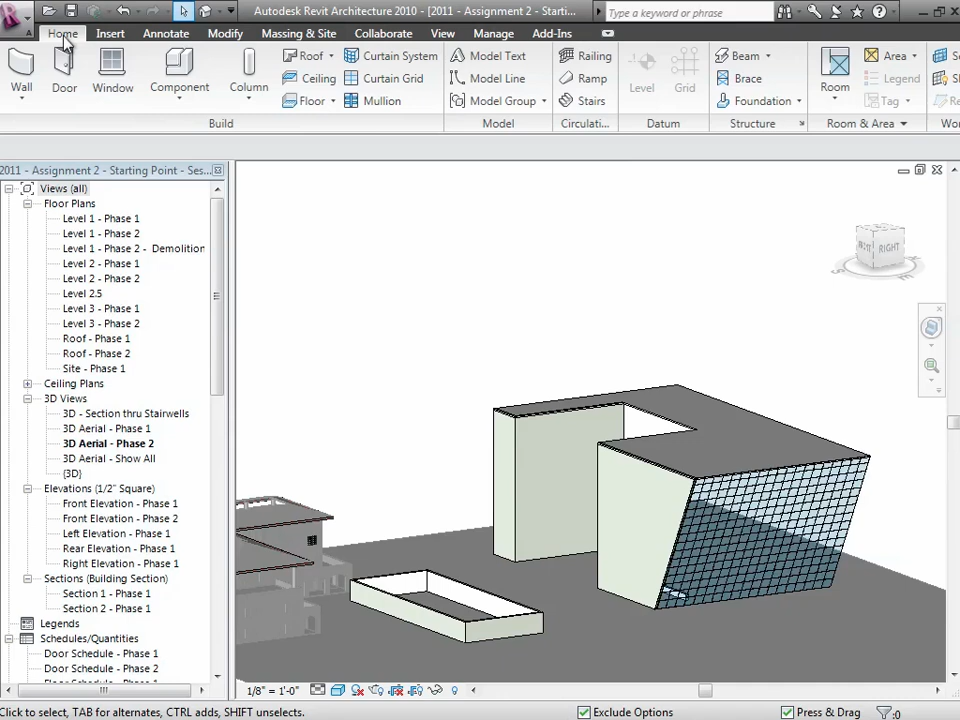 Autodesk Revit Architecture 2010 - [2011 - Assignment 2 - Starti...
Type a keyword or phrase
Home Insert Annotate Modify Massing & Site Collaborate View Manage Add-Ins
Wall Door Window Component Column
Roof Ceiling Floor
Curtain System Curtain Grid Mullion
Build
Model Text Model Line Model Group
Model
Railing Ramp Stairs
Circulati...
Level Grid
Datum
Beam Brace Foundation
Structure
Room Area Legend Tag
Room & Area
2011 - Assignment 2 - Starting Point - Ses...
Views (all)
Floor Plans
Level 1 - Phase 1
Level 1 - Phase 2
Level 1 - Phase 2 - Demolition
Level 2 - Phase 1
Level 2 - Phase 2
Level 2.5
Level 3 - Phase 1
Level 3 - Phase 2
Roof - Phase 1
Roof - Phase 2
Site - Phase 1
Ceiling Plans
3D Views
3D - Section thru Stairwells
3D Aerial - Phase 1
3D Aerial - Phase 2
3D Aerial - Show All
{3D}
Elevations (1/2" Square)
Front Elevation - Phase 1
Front Elevation - Phase 2
Left Elevation - Phase 1
Rear Elevation - Phase 1
Right Elevation - Phase 1
Sections (Building Section)
Section 1 - Phase 1
Section 2 - Phase 1
Legends
Schedules/Quantities
Door Schedule - Phase 1
Door Schedule - Phase 2
RIGHT
S
E
1/8" = 1'-0"
Click to select, TAB for alternates, CTRL adds, SHIFT unselects.
Exclude Options
Press & Drag
:0